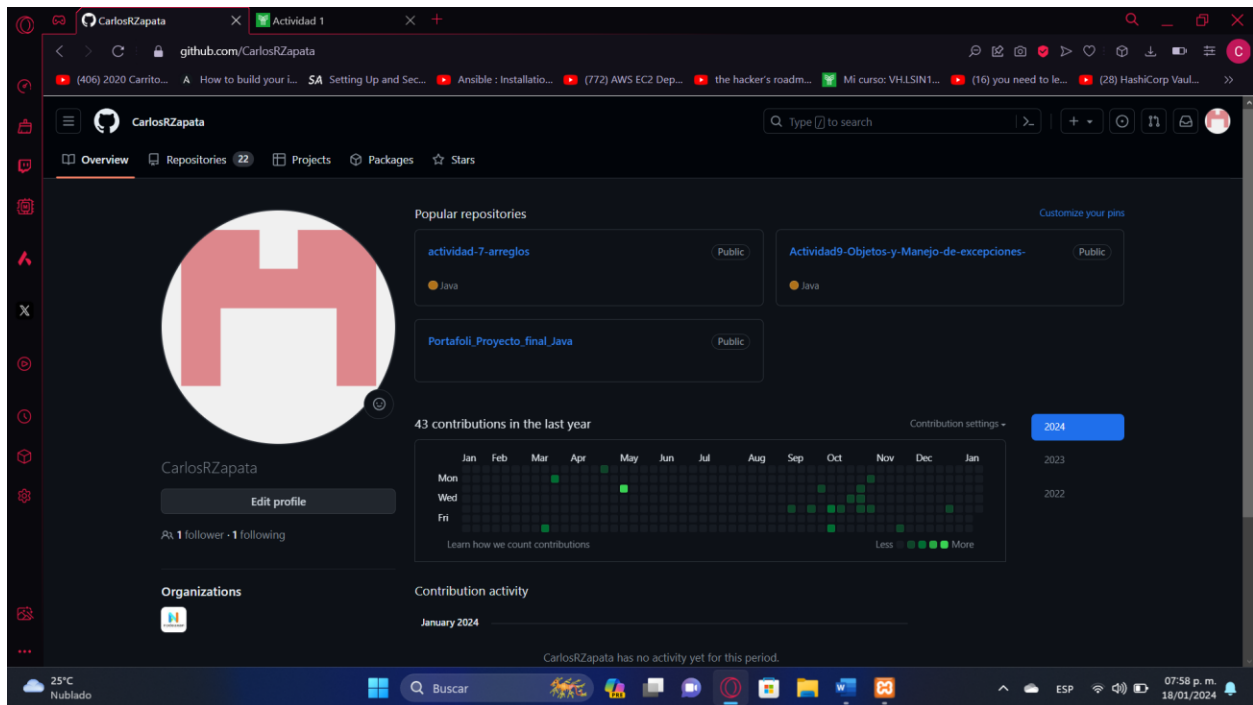 CarlosRZapata
Actividad 1
github.com/CarlosRZapata
C
(406) 2020 Carrito...
A How to build your i...
SA Setting Up and Sec...
Ansible : Installatio...
(772) AWS EC2 Dep...
the hacker's roadm...
Mi curso: VH.LSIN1...
(16) you need to le...
(28) HashiCorp Vaul...
CarlosRZapata
Type / to search
Overview
Repositories 22
Projects
Packages
Stars
Popular repositories
Customize your pins
actividad-7-arreglos
Public
Java
Actividad9-Objetos-y-Manejo-de-excepciones-
Public
Java
Portafoli_Proyecto_final_Java
Public
43 contributions in the last year
Contribution settings
2024
2023
2022
Jan Feb Mar Apr May Jun Jul Aug Sep Oct Nov Dec Jan
Mon
Wed
Fri
Learn how we count contributions
Less
More
CarlosRZapata
Edit profile
1 follower · 1 following
Organizations
Contribution activity
January 2024
CarlosRZapata has no activity yet for this period.
25°C
Nublado
Buscar
PRE
ESP
07:58 p. m.
18/01/2024